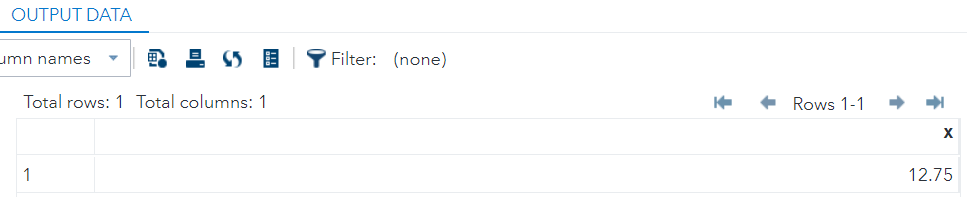 OUTPUT DATA
umn names Filter: (none)
Total rows: 1 Total columns: 1 Rows 1-1
x
1 12.75